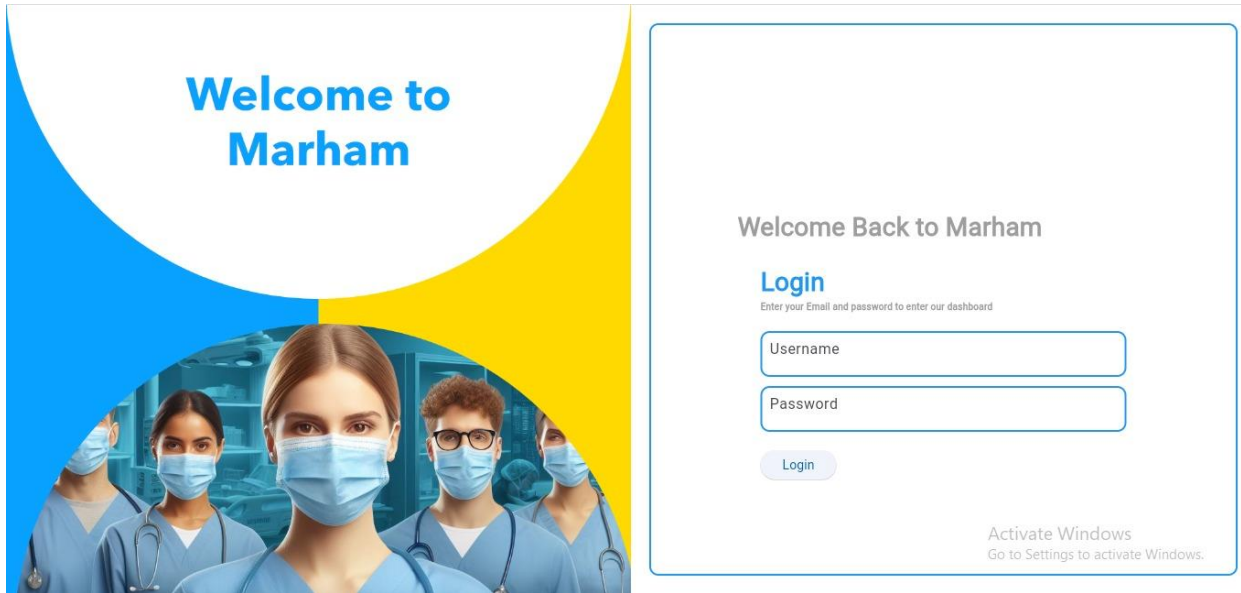 Welcome to
Marham
Welcome Back to Marham
Login
Enter your Email and password to enter our dashboard
Username
Password
Login
Activate Windows
Go to Settings to activate Windows.